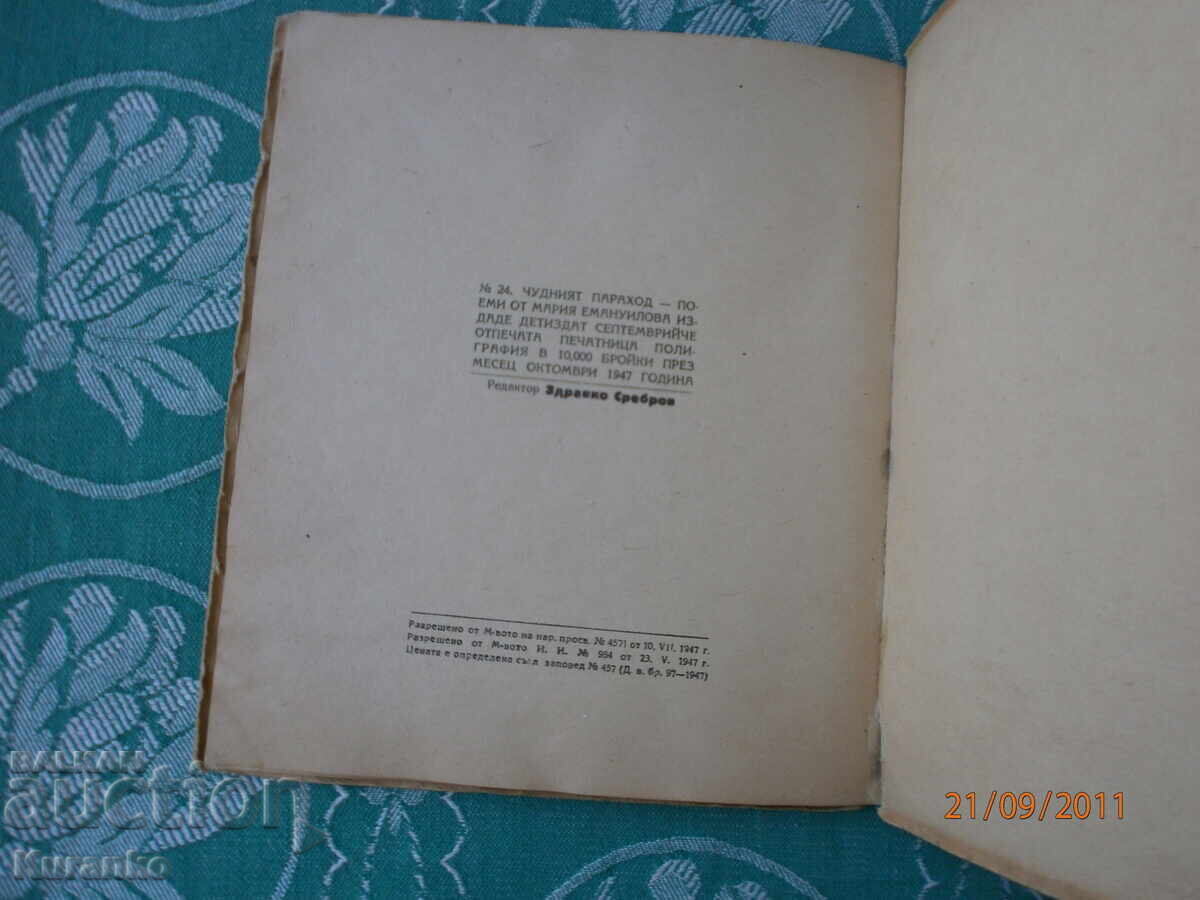 № 24. ЧУДНИЯТ ПАРАХОД — ПО-
ЕМИ ОТ МАРИЯ ЕМАНУИЛОВА ИЗ-
ДАДЕ ДЕТИЗДАТ СЕПТЕМВРИЙЧЕ
ОТПЕЧАТА ПЕЧАТНИЦА ПОЛИ-
ГРАФИЯ В 10,000 БРОЙКИ ПРЕЗ
МЕСЕЦ ОКТОМВРИ 1947 ГОДИНА
Редактор Здравко Сребров
Разрешено от М-вото на нар. просв. № 4571 от 10. VII. 1947 г.
Разрешено от М-вото И. И. № 984 от 23. V. 1947 г.
Цената е определена съгл. заповед № 457 (Д. в. бр. 97—1947)
21/09/2011
BALKAN
auction
Kuranko